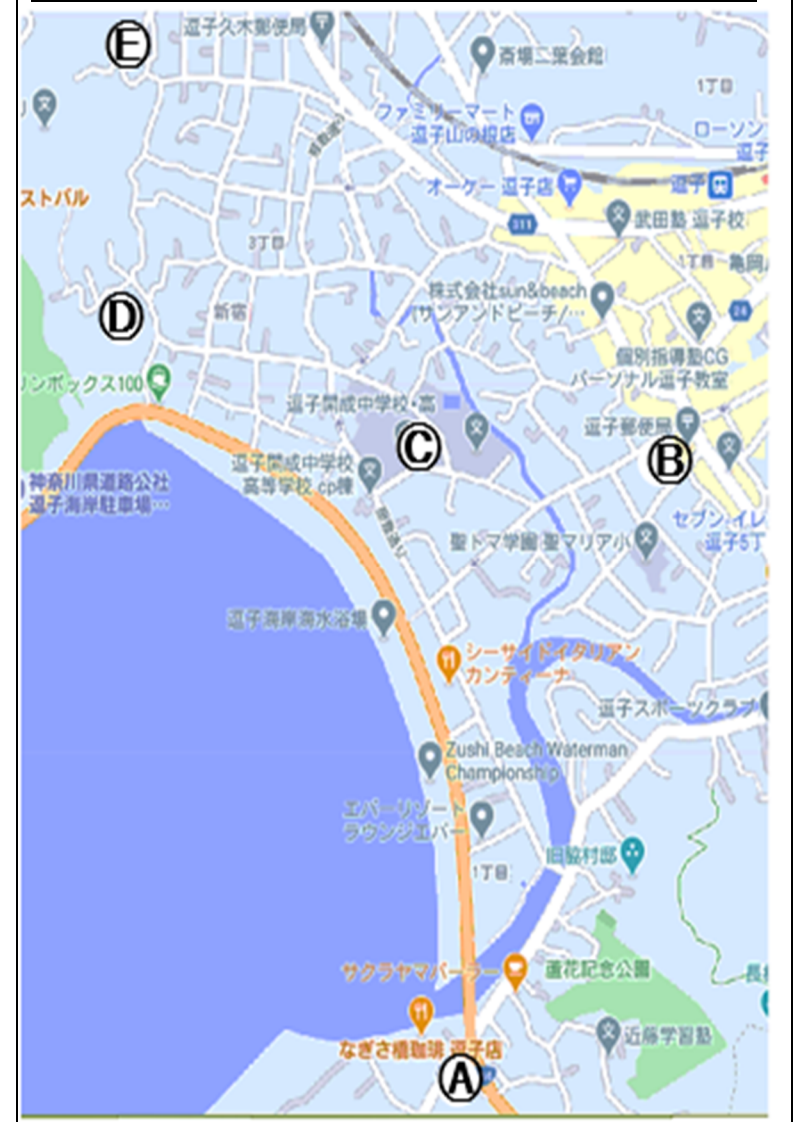 E
逗子久木郵便局
斎場二葉会館
1丁目
ファミリーマート
逗子山の根店
ローソン
逗子
オーケー 逗子店
逗子
ストバル
311
武田塾 逗子校
3丁目
1丁目
亀岡
株式会社sun&beach
(サンアンドビーチ/…
24
新宿
D
個別指導塾CG
パーソナル逗子教室
リンボックス100
逗子開成中学校・高
逗子郵便局
C
B
逗子開成中学校
高等学校 cp棟
神奈川県道路公社
逗子海岸駐車場…
セブン-イレ
逗子5丁
聖トマ学園 聖マリア小
逗子海岸海水浴場
シーサイドイタリアン
カンティーナ
逗子スポーツクラブ
Zushi Beach Waterman
Championship
エバーリゾート
ラウンジエバー
旧脇村邸
1丁目
サクラヤマパーラー
蘆花記念公園
長
なぎさ橋珈琲 逗子店
近藤学習塾
A